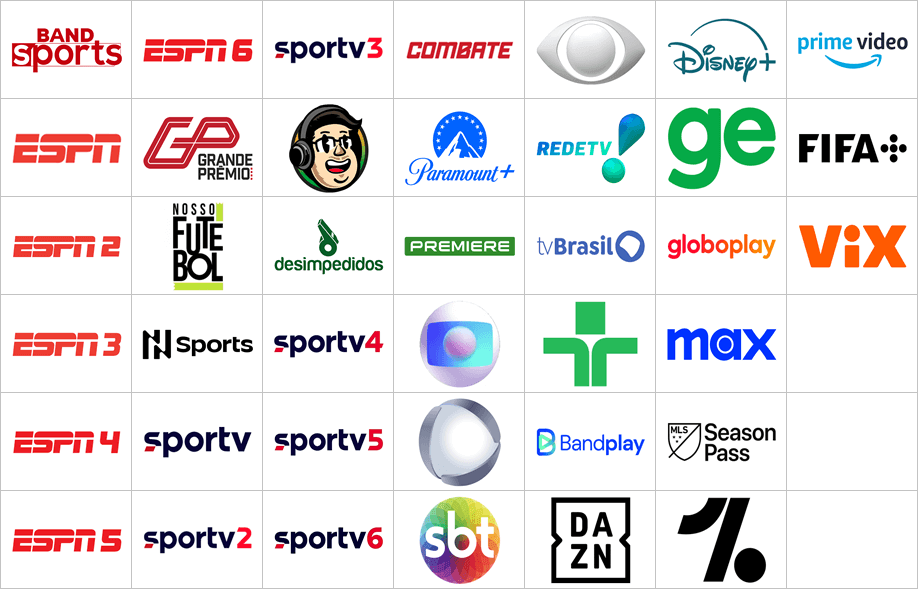 BAND
sports
ESPN 6
sportv3
COMBATE
Disney+
prime video
ESPN
GP
GRANDE
PRÊMIO
Paramount+
REDETV
ge
FIFA+
ESPN 2
NOSSO
FUTE
BOL
desimpedidos
PREMIERE
tvBrasil
globoplay
ViX
ESPN 3
N Sports
sportv4
max
ESPN 4
sportv
sportv5
Bandplay
MLS
Season
Pass
ESPN 5
sportv2
sportv6
sbt
DA
ZN